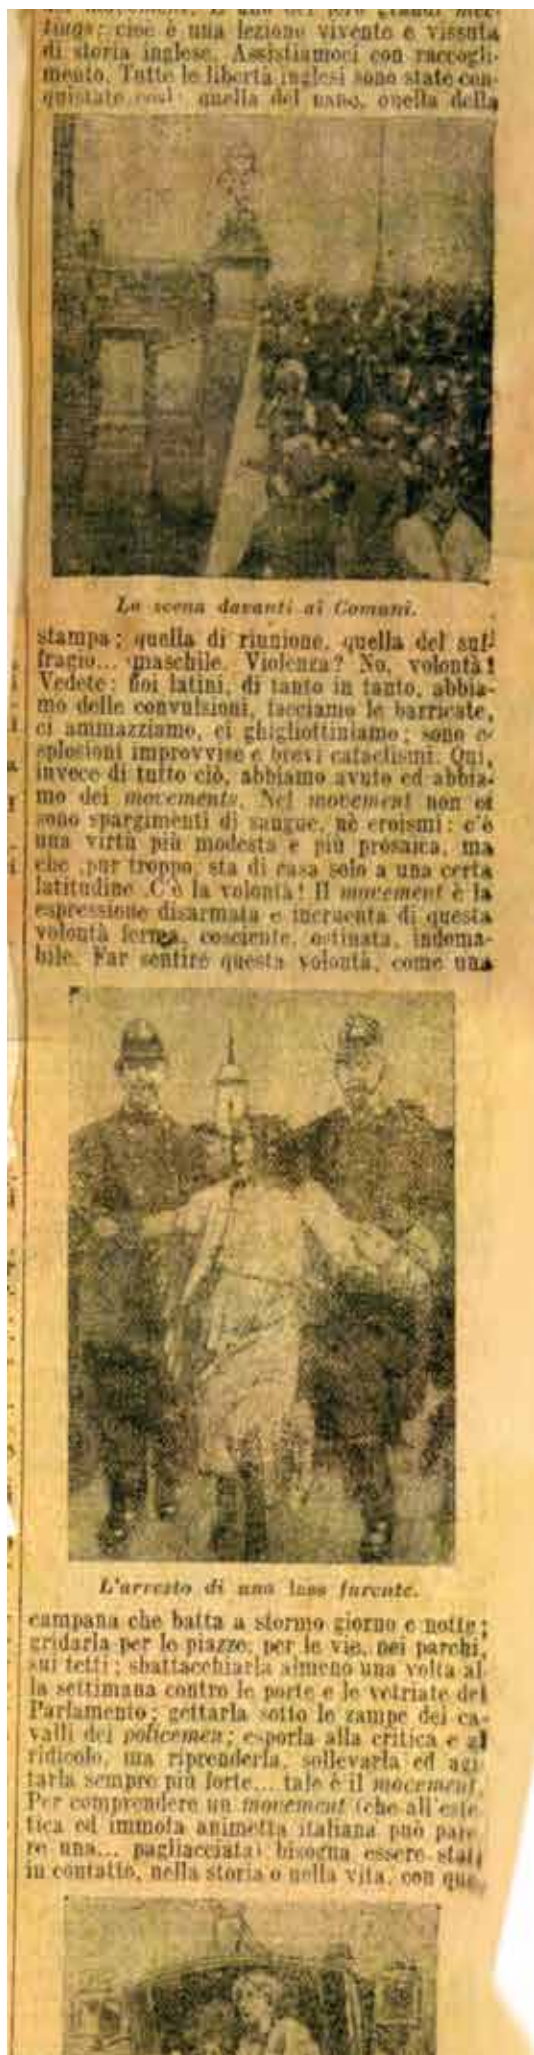 movement. È uno dei loro grandi mee-
tings; cioè è una lezione vivente e vissuta
di storia inglese. Assistiamoci con raccogli-
mento. Tutte le libertà inglesi sono state con-
quistate così: quella del pane, quella della
La scena davanti ai Comuni.
stampa; quella di riunione, quella del suf-
fragio... maschile. Violenza? No, volontà!
Vedete: noi latini, di tanto in tanto, abbia-
mo delle convulsioni, facciamo le barricate,
ci ammazziamo, ci ghigliottiniamo; sono e-
splosioni improvvise e brevi cataclismi. Qui,
invece di tutto ciò, abbiamo avuto ed abbia-
mo dei movements. Nel movement non ci
sono spargimenti di sangue, nè eroismi: c'è
una virtù più modesta e più prosaica, ma
che pur troppo, sta di casa solo a una certa
latitudine. C'è la volontà! Il movement è la
espressione disarmata e incruenta di questa
volontà ferma, cosciente, ostinata, indoma-
bile. Far sentire questa volontà, come una
L'arresto di una lass furente.
campana che batta a stormo giorno e notte;
gridarla per le piazze, per le vie, nei parchi,
sui tetti; sbattacchiarla almeno una volta al-
la settimana contro le porte e le vetriate del
Parlamento; gettarla sotto le zampe dei ca-
valli dei policemen; esporla alla critica e al
ridicolo, ma riprenderla, sollevarla ed agi-
tarla sempre più forte... tale è il movement.
Per comprendere un movement (che all'este-
tica ed immota animetta italiana può pare-
re una... pagliacciata) bisogna essere stati
in contatto, nella storia o nella vita, con que-